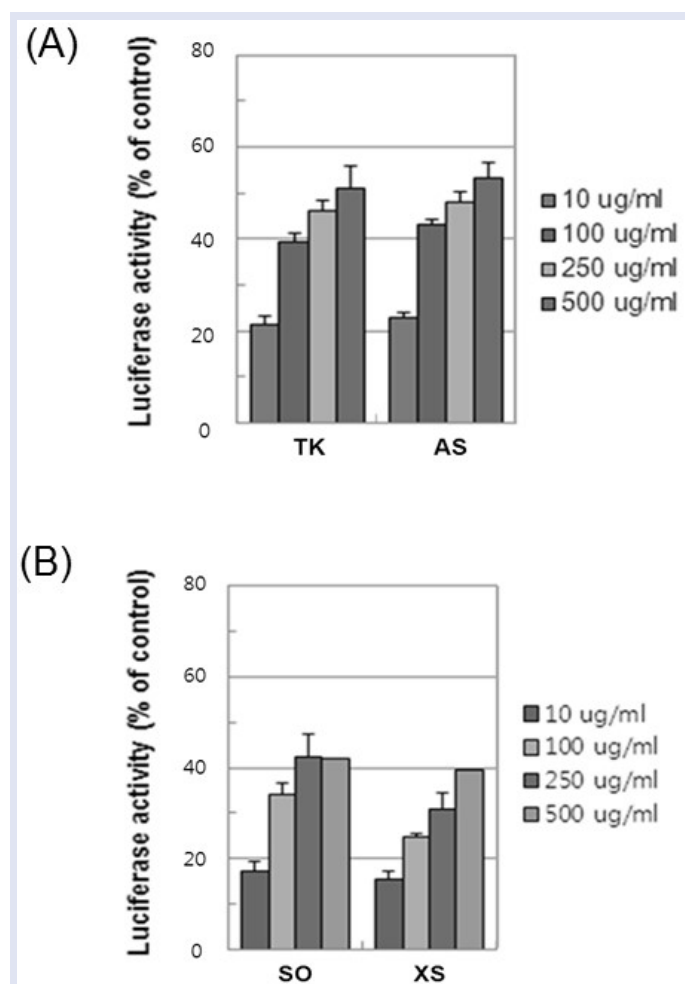 (A)
Luciferase activity (% of control)
80
60
40
20
0
TK AS
10 ug/ml
100 ug/ml
250 ug/ml
500 ug/ml
(B)
Luciferase activity (% of control)
80
60
40
20
0
SO XS
10 ug/ml
100 ug/ml
250 ug/ml
500 ug/ml